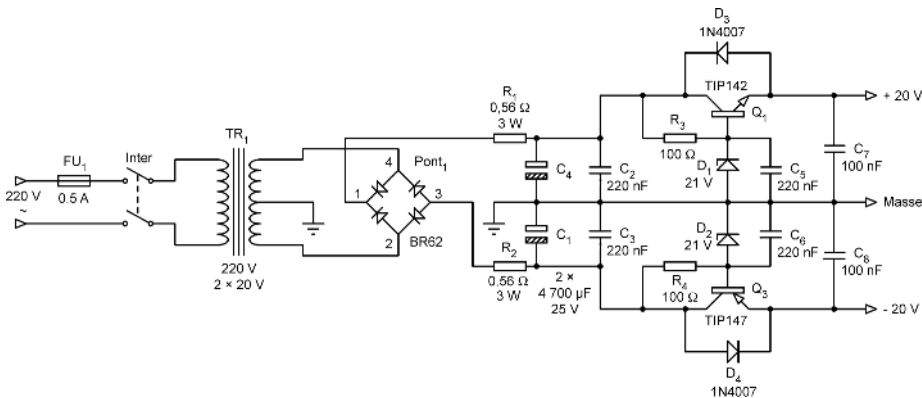 D3
1N4007
TIP142
+ 20 V
R1
0,56 Ω
3 W
Q1
TR1
FU1
Inter
4
Pont1
R3
100 Ω
C7
100 nF
C4
C2
220 nF
D1
21 V
C5
220 nF
220 V
0.5 A
1
3
Masse
~
2
BR62
C1
C3
220 nF
D2
21 V
C6
220 nF
C8
100 nF
R2
0,56 Ω
3 W
220 V
2 × 20 V
2 ×
4 700 µF
25 V
R4
100 Ω
Q3
TIP147
- 20 V
D4
1N4007